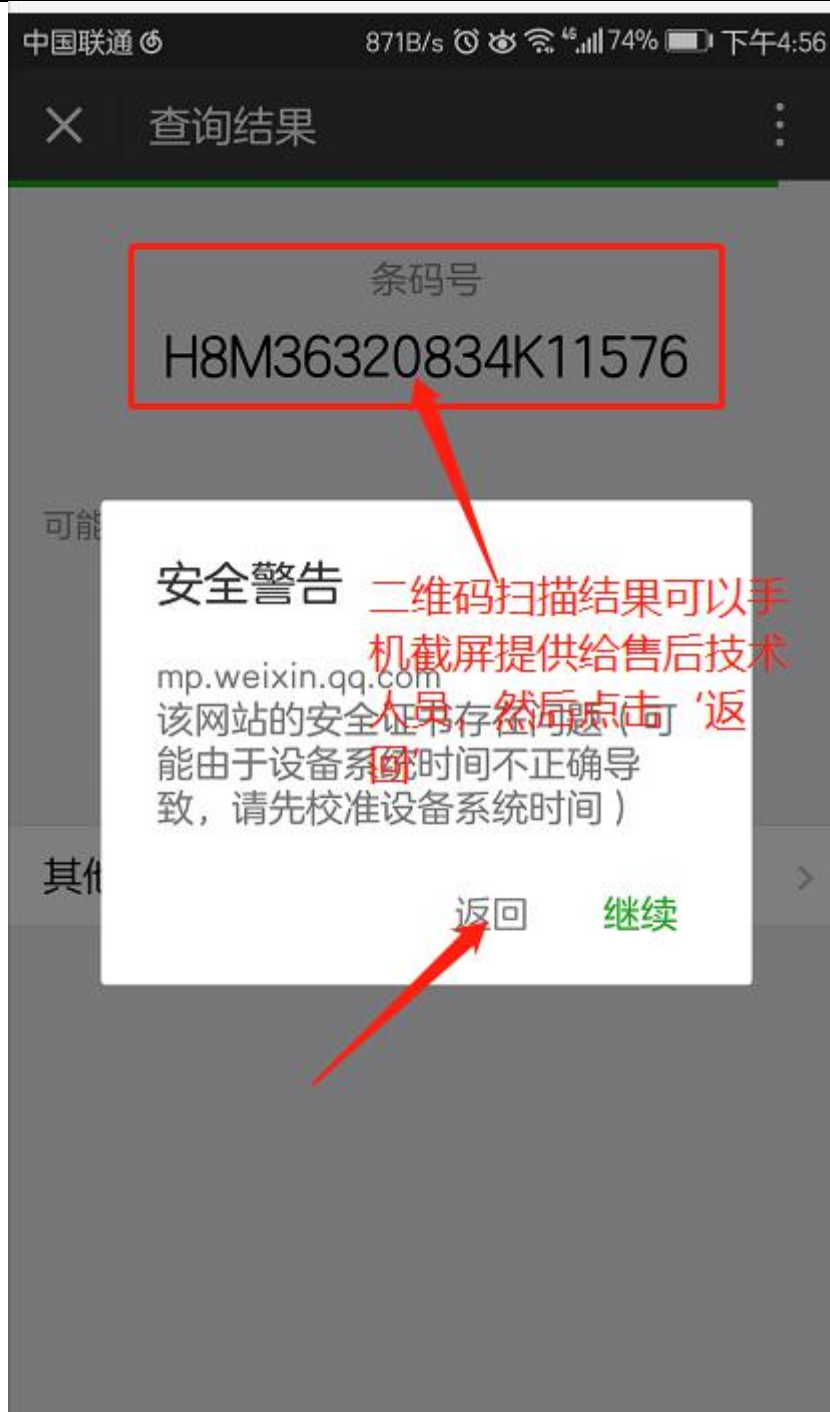 中国联通 871B/s 46 74% 下午4:56
查询结果
条码号
H8M36320834K11576
可能
安全警告
二维码扫描结果可以手
机截屏提供给售后技术
人员，然后点击‘返
回’
mp.weixin.qq.com
该网站的安全证书存在问题（可
能由于设备系统时间不正确导
致，请先校准设备系统时间）
其他
返回 继续